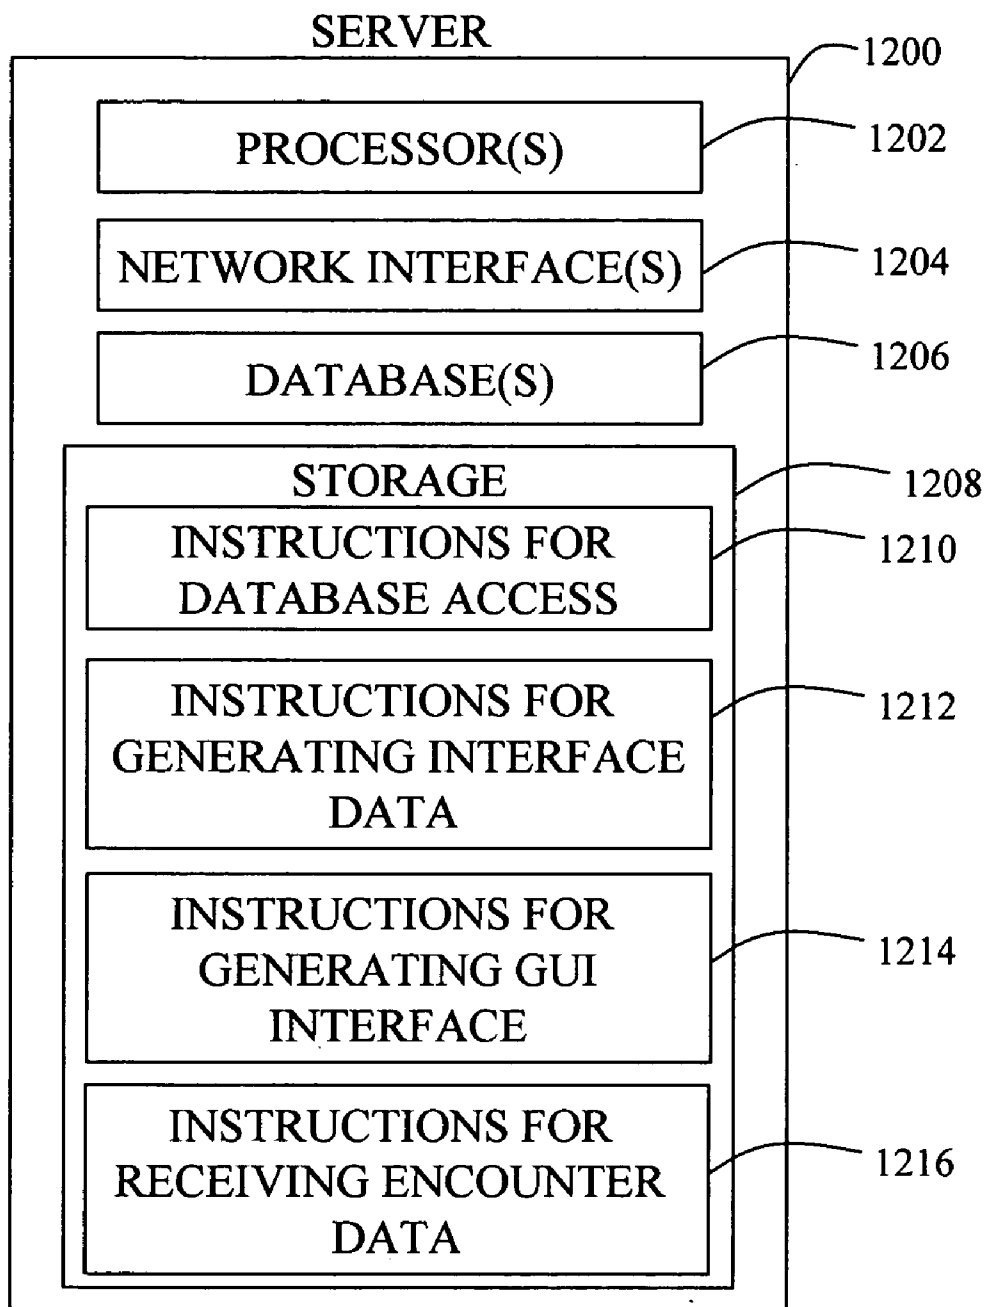 SERVER
1200
PROCESSOR(S)
1202
NETWORK INTERFACE(S)
1204
DATABASE(S)
1206
STORAGE
1208
INSTRUCTIONS FOR
DATABASE ACCESS
1210
INSTRUCTIONS FOR
GENERATING INTERFACE
DATA
1212
INSTRUCTIONS FOR
GENERATING GUI
INTERFACE
1214
INSTRUCTIONS FOR
RECEIVING ENCOUNTER
DATA
1216